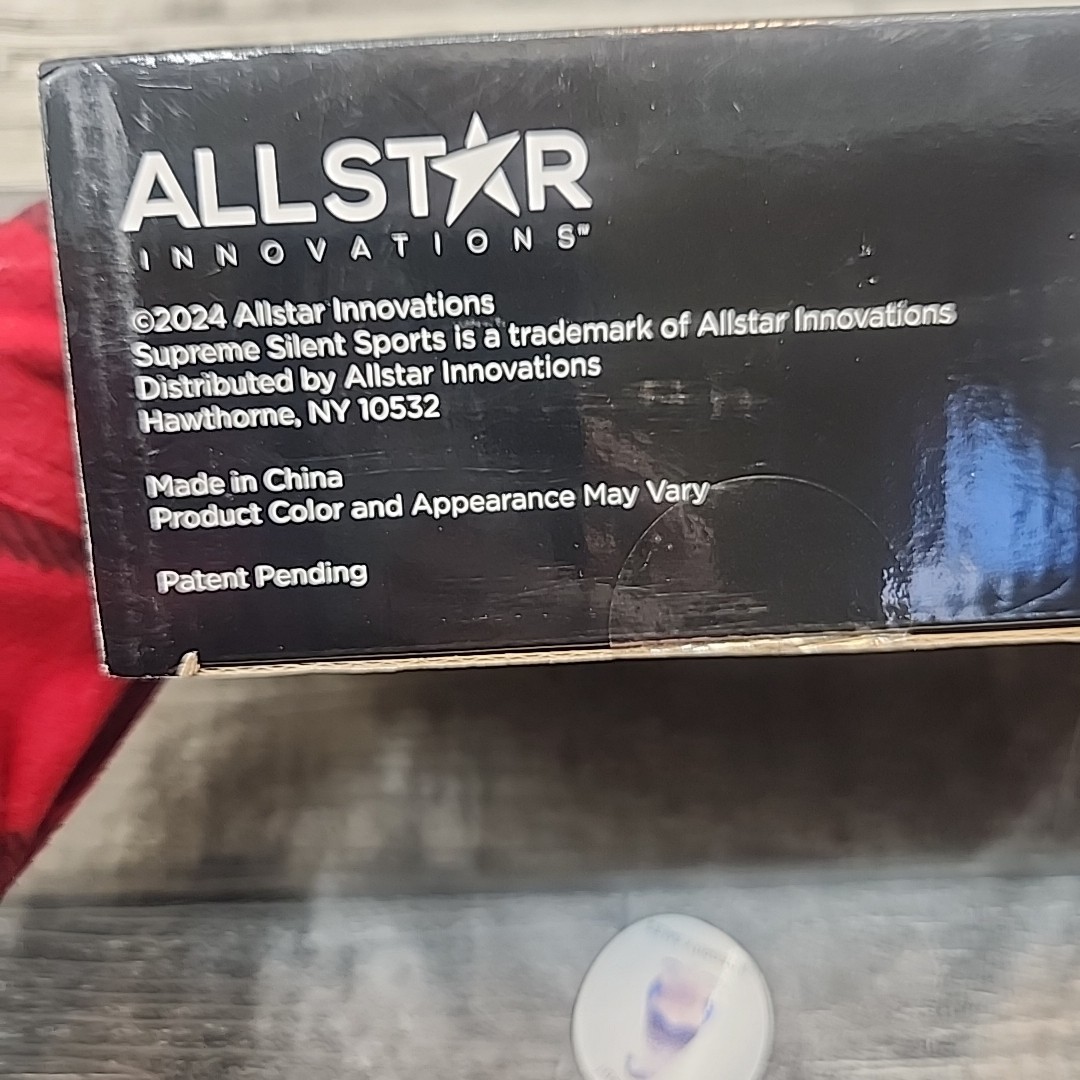 ALLSTAR
INNOVATIONS™
©2024 Allstar Innovations
Supreme Silent Sports is a trademark of Allstar Innovations
Distributed by Allstar Innovations
Hawthorne, NY 10532
Made in China
Product Color and Appearance May Vary
Patent Pending